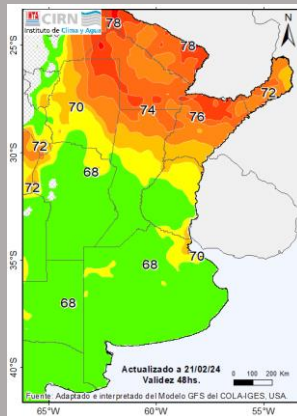 INTA CIRN
Instituto de Clima y Agua
78
25°S
78
70
72
74
76
72
30°S
72
68
70
35°S
68
68
Actualizado a 21/02/24
Validez 48hs.
0 100 200 Km
40°S
Fuente: Adaptado e interpretado del Modelo GFS del COLA-IGES, USA.
65°W 60°W 55°W